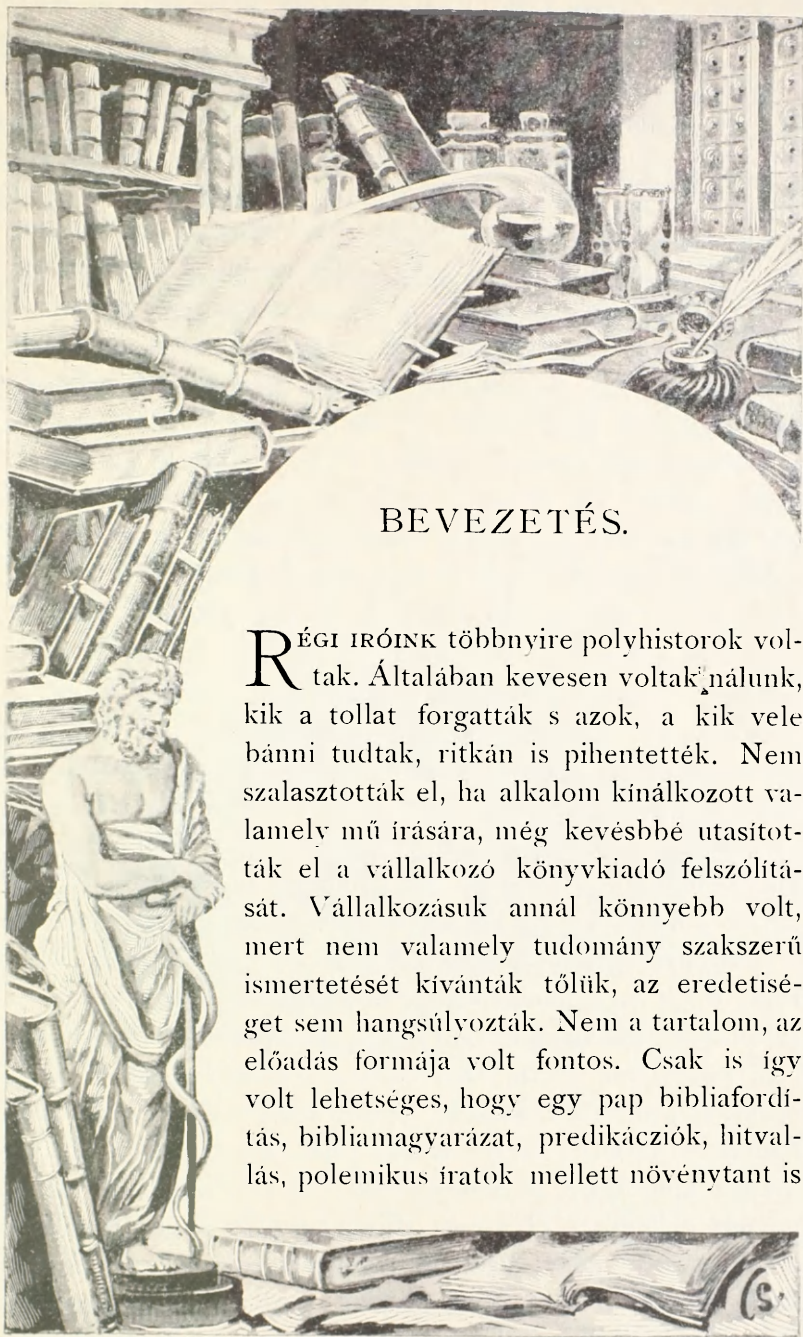 BEVEZETÉS.
RÉGI IRÓINK többnyire polyhistorok vol-
tak. Általában kevesen voltak nálunk,
kik a tollat forgatták s azok, a kik vele
bánni tudtak, ritkán is pihentették. Nem
szalasztották el, ha alkalom kínálkozott va-
lamely mű írására, még kevésbbé utasítot-
ták el a vállalkozó könyvkiadó felszólítá-
sát. Vállalkozásuk annál könnyebb volt,
mert nem valamely tudomány szakszerű
ismertetését kívánták tőlük, az eredetisé-
get sem hangsúlyozták. Nem a tartalom, az
előadás formája volt fontos. Csak is így
volt lehetséges, hogy egy pap bibliafordí-
tás, bibliamagyarázat, predikácziók, hitval-
lás, polemikus íratok mellett növénytant is